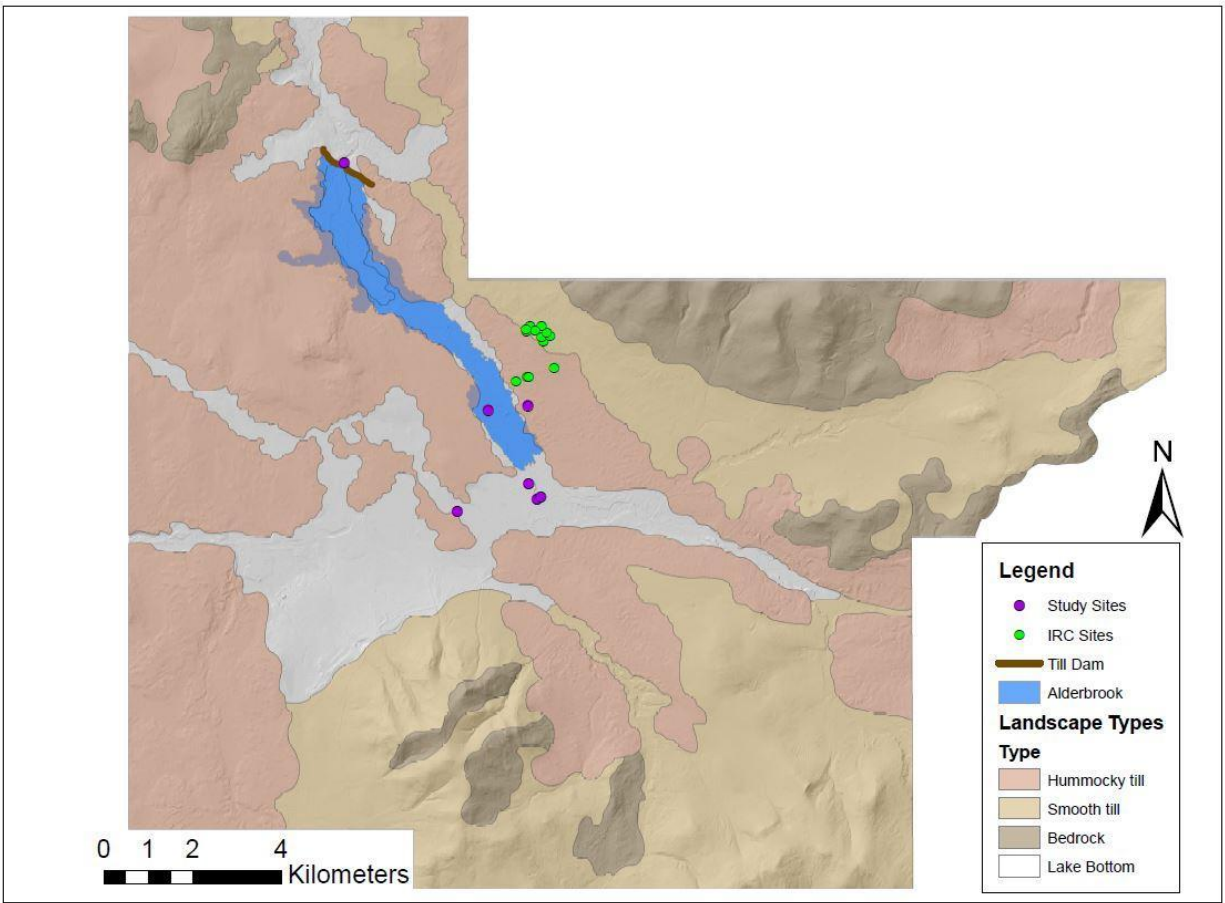 N
Legend
Study Sites
IRC Sites
Till Dam
Alderbrook
Landscape Types
Type
Hummocky till
Smooth till
Bedrock
Lake Bottom
0 1 2 4
Kilometers